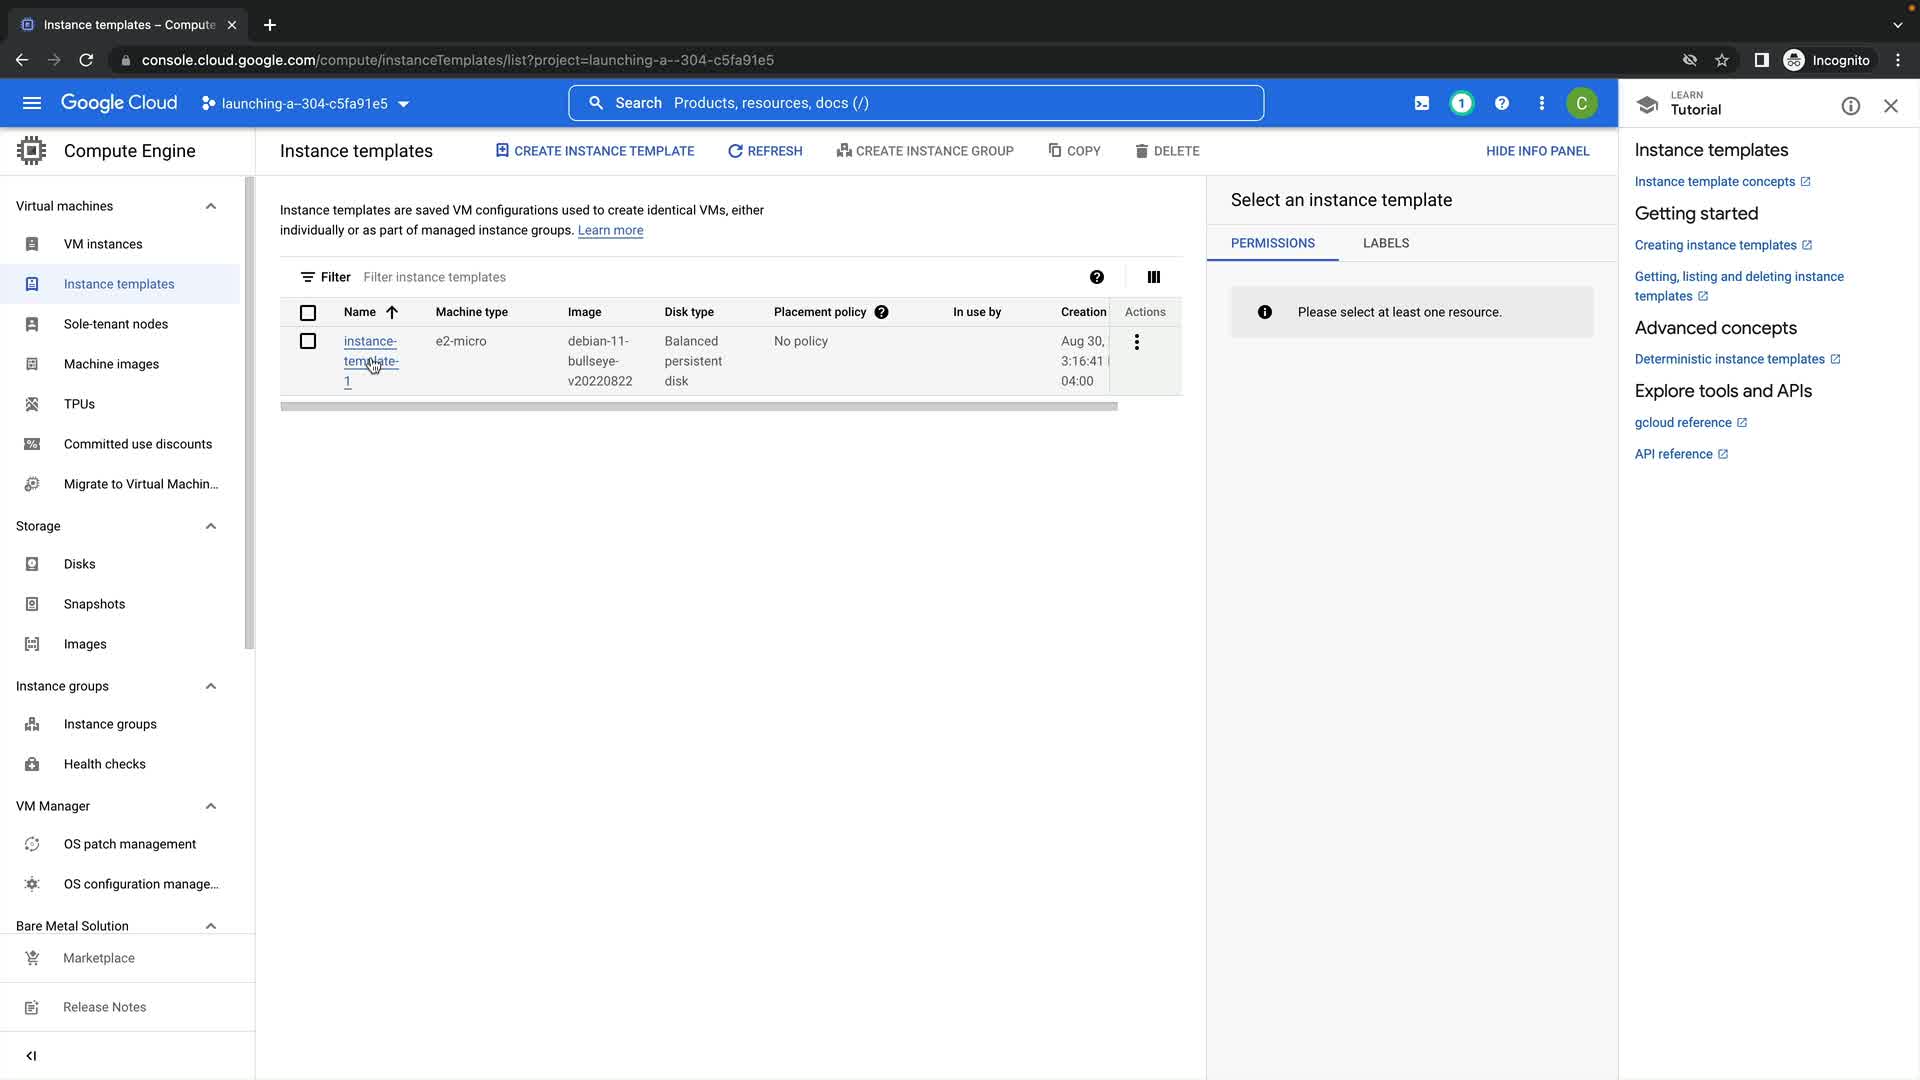 Instance templates – Compute
console.cloud.google.com/compute/instanceTemplates/list?project=launching-a--304-c5fa91e5
Incognito
Google Cloud
launching-a--304-c5fa91e5
Search Products, resources, docs (/)
1
C
LEARN
Tutorial
Compute Engine
Instance templates
CREATE INSTANCE TEMPLATE
REFRESH
CREATE INSTANCE GROUP
COPY
DELETE
HIDE INFO PANEL
Virtual machines
VM instances
Instance templates
Sole-tenant nodes
Machine images
TPUs
Committed use discounts
Migrate to Virtual Machin...
Storage
Disks
Snapshots
Images
Instance groups
Instance groups
Health checks
VM Manager
OS patch management
OS configuration manage...
Bare Metal Solution
Marketplace
Release Notes
Instance templates are saved VM configurations used to create identical VMs, either
individually or as part of managed instance groups. Learn more
Filter Filter instance templates
Name Machine type Image Disk type Placement policy In use by Creation Actions
instance- e2-micro debian-11- Balanced No policy Aug 30,
template- bullseye- persistent 3:16:41
1 v20220822 disk 04:00
Select an instance template
PERMISSIONS LABELS
Please select at least one resource.
Instance templates
Instance template concepts
Getting started
Creating instance templates
Getting, listing and deleting instance
templates
Advanced concepts
Deterministic instance templates
Explore tools and APIs
gcloud reference
API reference